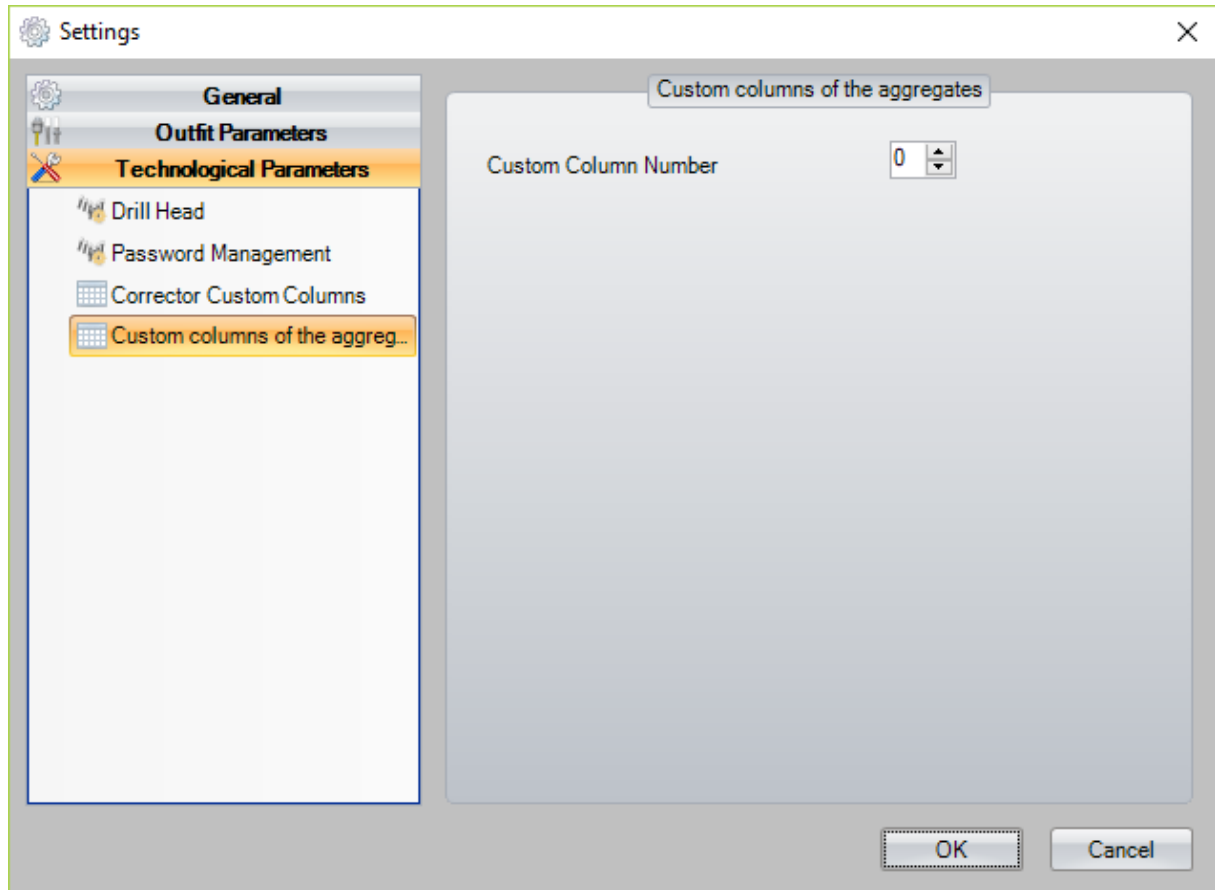 Settings
General
Outfit Parameters
Technological Parameters
Drill Head
Password Management
Corrector Custom Columns
Custom columns of the aggreg...
Custom columns of the aggregates
Custom Column Number 0
OK Cancel